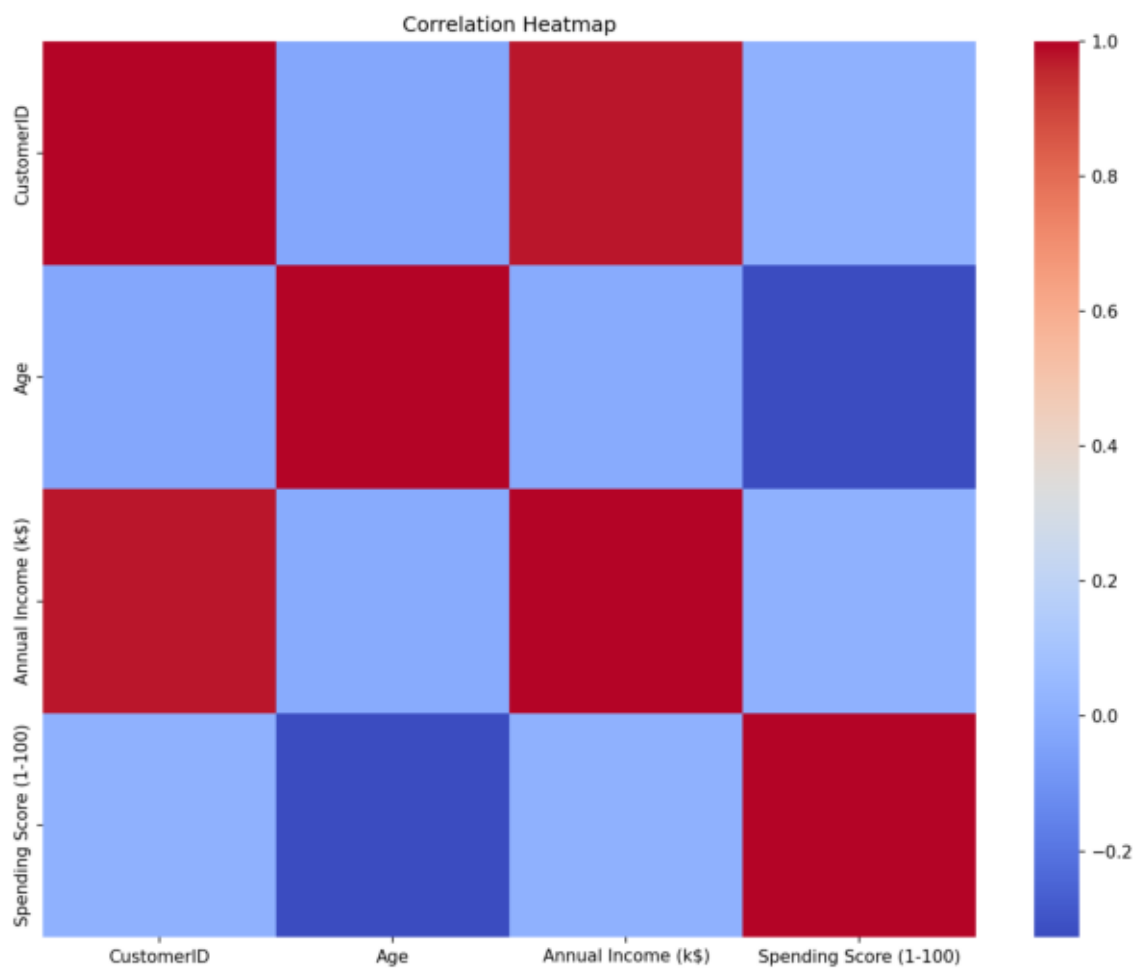 Correlation Heatmap
CustomerID
Age
Annual Income (k$)
Spending Score (1-100)
CustomerID
Age
Annual Income (k$)
Spending Score (1-100)
1.0
0.8
0.6
0.4
0.2
0.0
−0.2